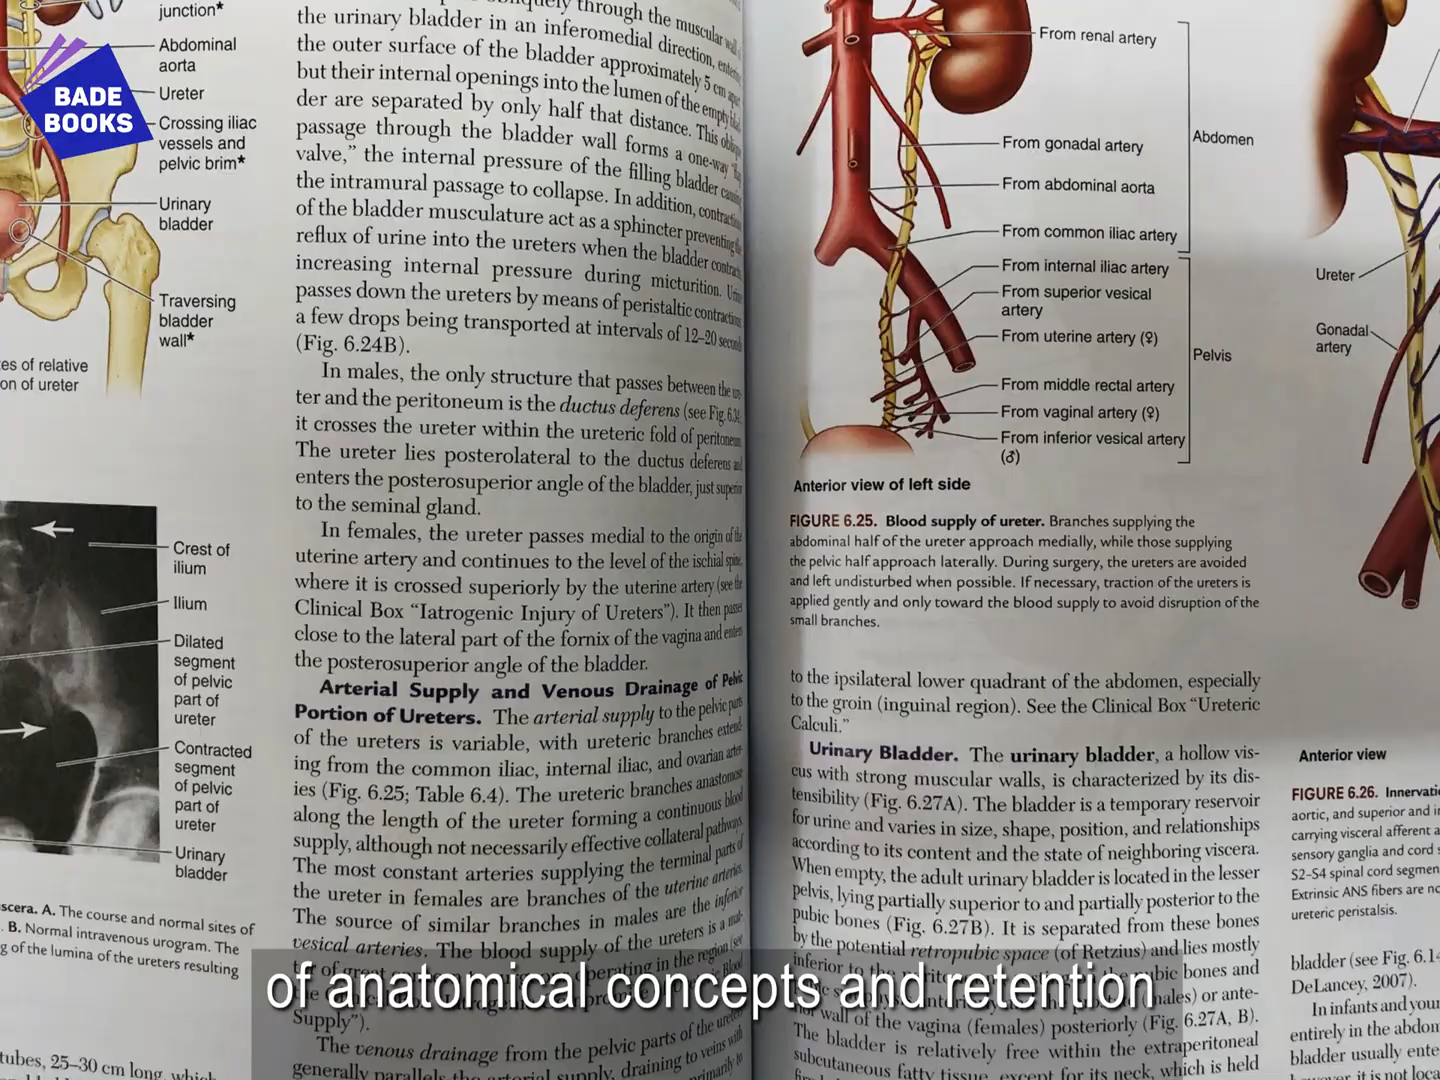 junction*
Abdominal
aorta
Ureter
Crossing iliac
vessels and
pelvic brim*
Urinary
bladder
Traversing
bladder
wall*
es of relative
on of ureter
BADE
BOOKS
Crest of
ilium
Ilium
Dilated
segment
of pelvic
part of
ureter
Contracted
segment
of pelvic
part of
ureter
Urinary
bladder
scera. A. The course and normal sites of
. B. Normal intravenous urogram. The
g of the lumina of the ureters resulting
tubes, 25–30 cm long, which
through the muscular wall
the urinary bladder in an inferomedial direction,
the outer surface of the bladder approximately 5 cm
but their internal openings into the lumen of the empty
der are separated by only half that distance. This
passage through the bladder wall forms a one-way
valve,” the internal pressure of the filling bladder
the intramural passage to collapse. In addition,
of the bladder musculature act as a sphincter preventing
reflux of urine into the ureters when the bladder
increasing internal pressure during micturition.
passes down the ureters by means of peristaltic
a few drops being transported at intervals of 12–20
(Fig. 6.24B).
In males, the only structure that passes between the
ter and the peritoneum is the ductus deferens (see Fig.
it crosses the ureter within the ureteric fold of
The ureter lies posterolateral to the ductus deferens
enters the posterosuperior angle of the bladder, just
to the seminal gland.
In females, the ureter passes medial to the origin of
uterine artery and continues to the level of the ischial
where it is crossed superiorly by the uterine artery (see
Clinical Box “Iatrogenic Injury of Ureters”). It then
close to the lateral part of the fornix of the vagina and
the posterosuperior angle of the bladder.
Arterial Supply and Venous Drainage of
Portion of Ureters. The arterial supply to the pelvic
of the ureters is variable, with ureteric branches
ing from the common iliac, internal iliac, and ovarian
ies (Fig. 6.25; Table 6.4). The ureteric branches
along the length of the ureter forming a continuous blood
supply, although not necessarily effective collateral pathways.
The most constant arteries supplying the terminal parts of
the ureter in females are branches of the uterine arteries.
The source of similar branches in males are the inferior
vesical arteries. The blood supply of the ureters is a
Supply”).
The venous drainage from the pelvic parts of the
generally parallels the arterial supply, draining to veins with
From renal artery
From gonadal artery
From abdominal aorta
From common iliac artery
From internal iliac artery
From superior vesical
artery
From uterine artery (♀)
From middle rectal artery
From vaginal artery (♀)
From inferior vesical artery
(♂)
Abdomen
Pelvis
Anterior view of left side
FIGURE 6.25. Blood supply of ureter. Branches supplying the
abdominal half of the ureter approach medially, while those supplying
the pelvic half approach laterally. During surgery, the ureters are avoided
and left undisturbed when possible. If necessary, traction of the ureters is
applied gently and only toward the blood supply to avoid disruption of the
small branches.
to the ipsilateral lower quadrant of the abdomen, especially
to the groin (inguinal region). See the Clinical Box “Ureteric
Calculi.”
Urinary Bladder. The urinary bladder, a hollow vis-
cus with strong muscular walls, is characterized by its dis-
tensibility (Fig. 6.27A). The bladder is a temporary reservoir
for urine and varies in size, shape, position, and relationships
according to its content and the state of neighboring viscera.
When empty, the adult urinary bladder is located in the lesser
pelvis, lying partially superior to and partially posterior to the
pubic bones (Fig. 6.27B). It is separated from these bones
by the potential retropubic space (of Retzius) and lies mostly
wall of the vagina (females) posteriorly (Fig. 6.27A, B).
The bladder is relatively free within the extraperitoneal
subcutaneous fatty tissue, except for its neck, which is held
Ureter
Gonadal
artery
Anterior view
FIGURE 6.26.
aortic, and superior and
carrying visceral afferent
sensory ganglia and cord
S2–S4 spinal cord
Extrinsic ANS fibers are
ureteric peristalsis.
bladder (see Fig.
DeLancey, 2007).
In infants and
entirely in the
bladder usually
of anatomical concepts and retention